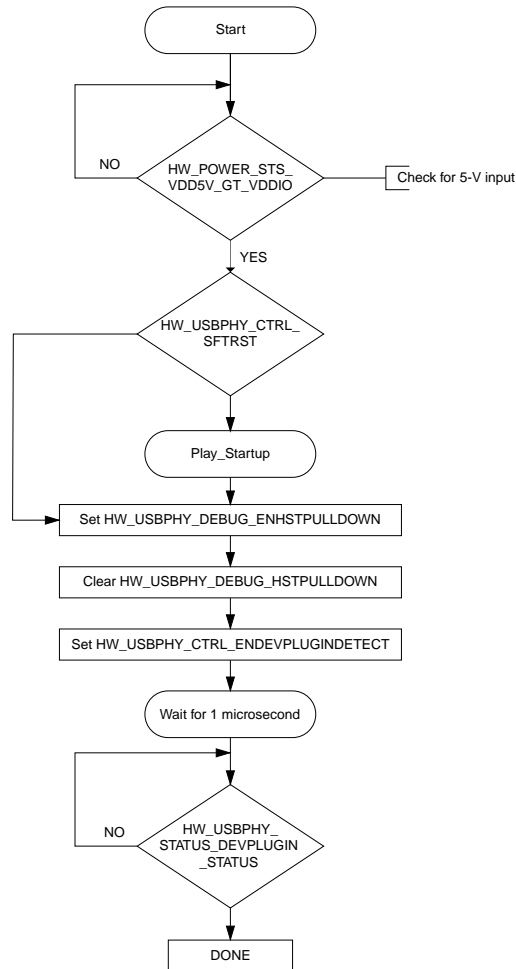 Start
NO
HW_POWER_STS_
VDD5V_GT_VDDIO
Check for 5-V input
YES
HW_USBPHY_CTRL_
SFTRST
Play_Startup
Set HW_USBPHY_DEBUG_ENHSTPULLDOWN
Clear HW_USBPHY_DEBUG_HSTPULLDOWN
Set HW_USBPHY_CTRL_ENDEVPLUGINDETECT
Wait for 1 microsecond
NO
HW_USBPHY_
STATUS_DEVPLUGIN
_STATUS
DONE